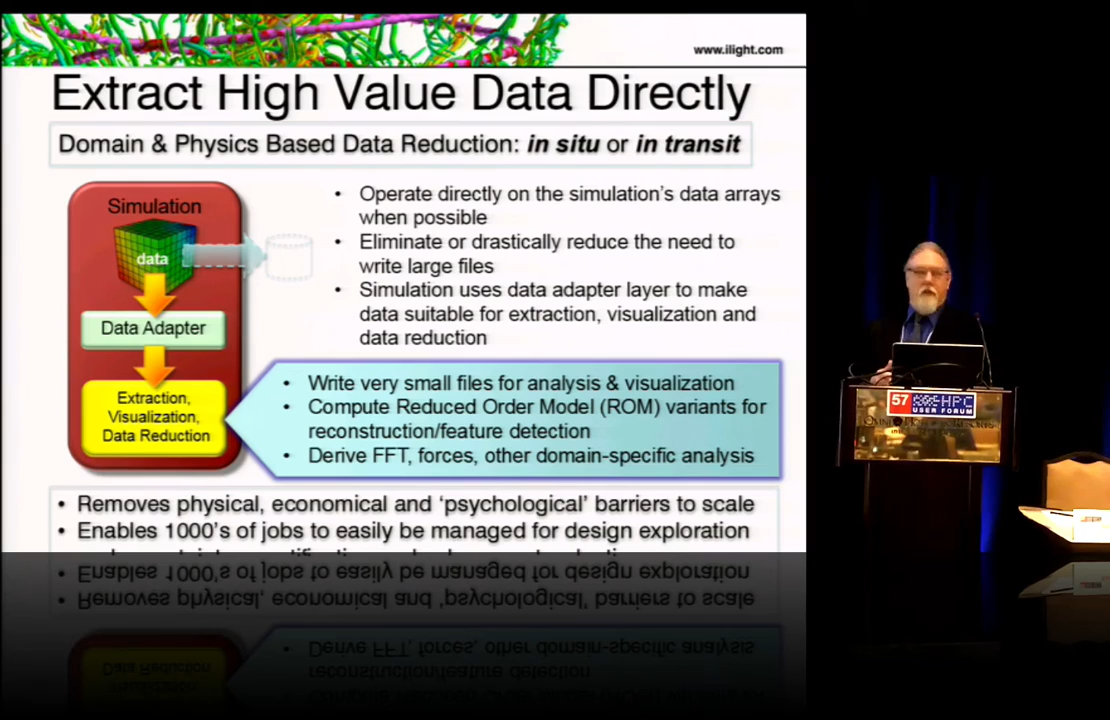 www.ilight.com
Extract High Value Data Directly
Domain & Physics Based Data Reduction: in situ or in transit
Simulation
data
Data Adapter
Extraction,
Visualization,
Data Reduction
• Operate directly on the simulation's data arrays
when possible
• Eliminate or drastically reduce the need to
write large files
• Simulation uses data adapter layer to make
data suitable for extraction, visualization and
data reduction
• Write very small files for analysis & visualization
• Compute Reduced Order Model (ROM) variants for
reconstruction/feature detection
• Derive FFT, forces, other domain-specific analysis
• Removes physical, economical and 'psychological' barriers to scale
• Enables 1000's of jobs to easily be managed for design exploration
57 HPC
USER FORUM